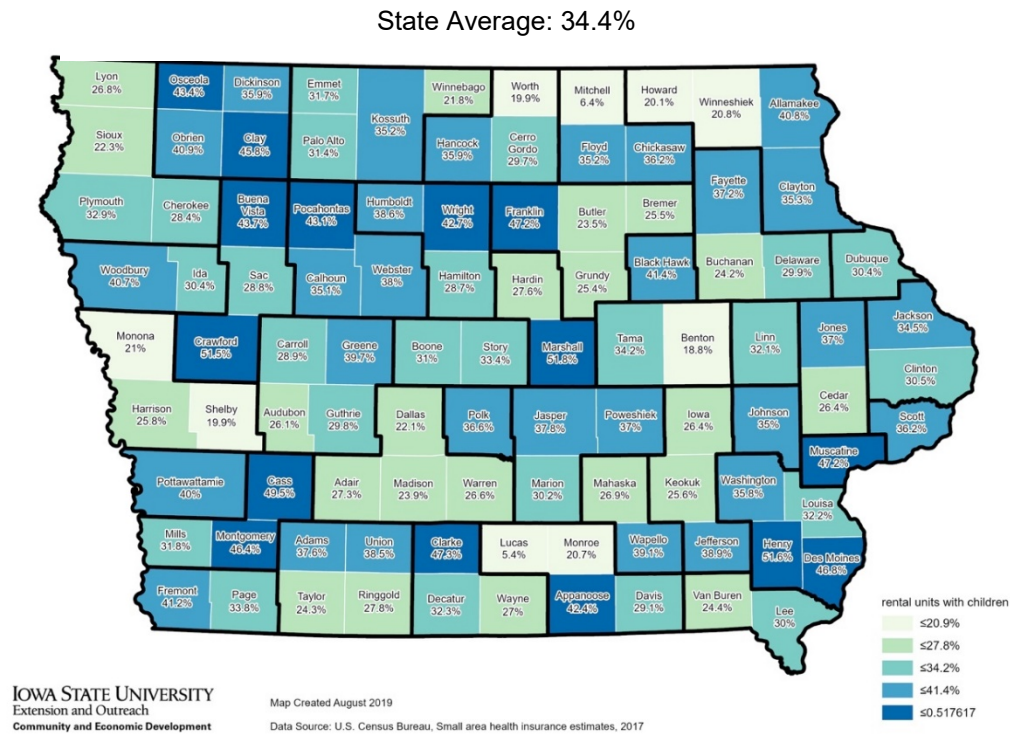 State Average: 34.4%
Lyon
26.8%
Osceola
43.4%
Dickinson
35.9%
Emmet
31.7%
Kossuth
35.2%
Winnebago
21.8%
Worth
19.9%
Mitchell
6.4%
Howard
20.1%
Winneshiek
20.8%
Allamakee
40.8%
Sioux
22.3%
Obrien
40.9%
Clay
45.8%
Palo Alto
31.4%
Hancock
35.9%
Cerro
Gordo
29.7%
Floyd
35.2%
Chickasaw
36.2%
Fayette
37.2%
Clayton
35.3%
Plymouth
32.9%
Cherokee
28.4%
Buena
Vista
43.7%
Pocahontas
43.1%
Humboldt
38.6%
Wright
42.7%
Franklin
47.2%
Butler
23.5%
Bremer
25.5%
Woodbury
40.7%
Ida
30.4%
Sac
28.8%
Calhoun
35.1%
Webster
38%
Hamilton
28.7%
Hardin
27.6%
Grundy
25.4%
Black Hawk
41.4%
Buchanan
24.2%
Delaware
29.9%
Dubuque
30.4%
Monona
21%
Crawford
51.5%
Carroll
28.9%
Greene
39.7%
Boone
31%
Story
33.4%
Marshall
51.8%
Tama
34.2%
Benton
18.8%
Linn
32.1%
Jones
37%
Jackson
34.5%
Clinton
30.5%
Harrison
25.8%
Shelby
19.9%
Audubon
26.1%
Guthrie
29.8%
Dallas
22.1%
Polk
36.6%
Jasper
37.8%
Poweshiek
37%
Iowa
26.4%
Johnson
35%
Cedar
26.4%
Scott
36.2%
Muscatine
47.2%
Pottawattamie
40%
Cass
49.5%
Adair
27.3%
Madison
23.9%
Warren
26.6%
Marion
30.2%
Mahaska
26.9%
Keokuk
25.6%
Washington
35.8%
Louisa
32.2%
Mills
31.8%
Montgomery
46.4%
Adams
37.6%
Union
38.5%
Clarke
47.3%
Lucas
5.4%
Monroe
20.7%
Wapello
39.1%
Jefferson
38.9%
Henry
51.6%
Des Moines
46.8%
Fremont
41.2%
Page
33.8%
Taylor
24.3%
Ringgold
27.8%
Decatur
32.3%
Wayne
27%
Appanoose
42.4%
Davis
29.1%
Van Buren
24.4%
Lee
30%
rental units with children
≤20.9%
≤27.8%
≤34.2%
≤41.4%
≤0.517617
IOWA STATE UNIVERSITY
Extension and Outreach
Community and Economic Development
Map Created August 2019
Data Source: U.S. Census Bureau, Small area health insurance estimates, 2017